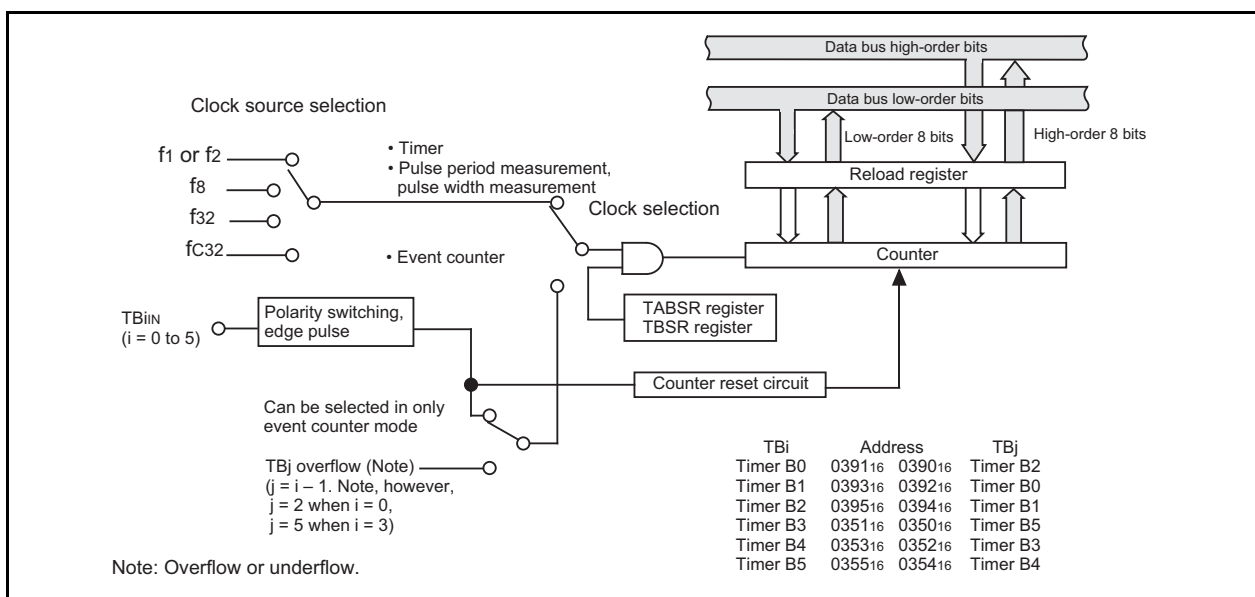 Data bus high-order bits
Data bus low-order bits
Clock source selection
Low-order 8 bits
High-order 8 bits
f1 or f2
• Timer
• Pulse period measurement,
pulse width measurement
Reload register
f8
Clock selection
f32
fC32
• Event counter
Counter
TABSR register
TBSR register
TBiIN
(i = 0 to 5)
Polarity switching,
edge pulse
Counter reset circuit
Can be selected in only
event counter mode
TBj overflow (Note)
(j = i – 1. Note, however,
j = 2 when i = 0,
j = 5 when i = 3)
TBi Address TBj
Timer B0 039116 039016 Timer B2
Timer B1 039316 039216 Timer B0
Timer B2 039516 039416 Timer B1
Timer B3 035116 035016 Timer B5
Timer B4 035316 035216 Timer B3
Timer B5 035516 035416 Timer B4
Note: Overflow or underflow.